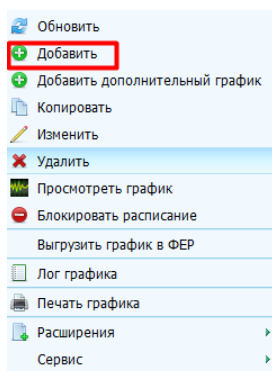 Обновить
Добавить
Добавить дополнительный график
Копировать
Изменить
Удалить
Просмотреть график
Блокировать расписание
Выгрузить график в ФЕР
Лог графика
Печать графика
Расширения
Сервис